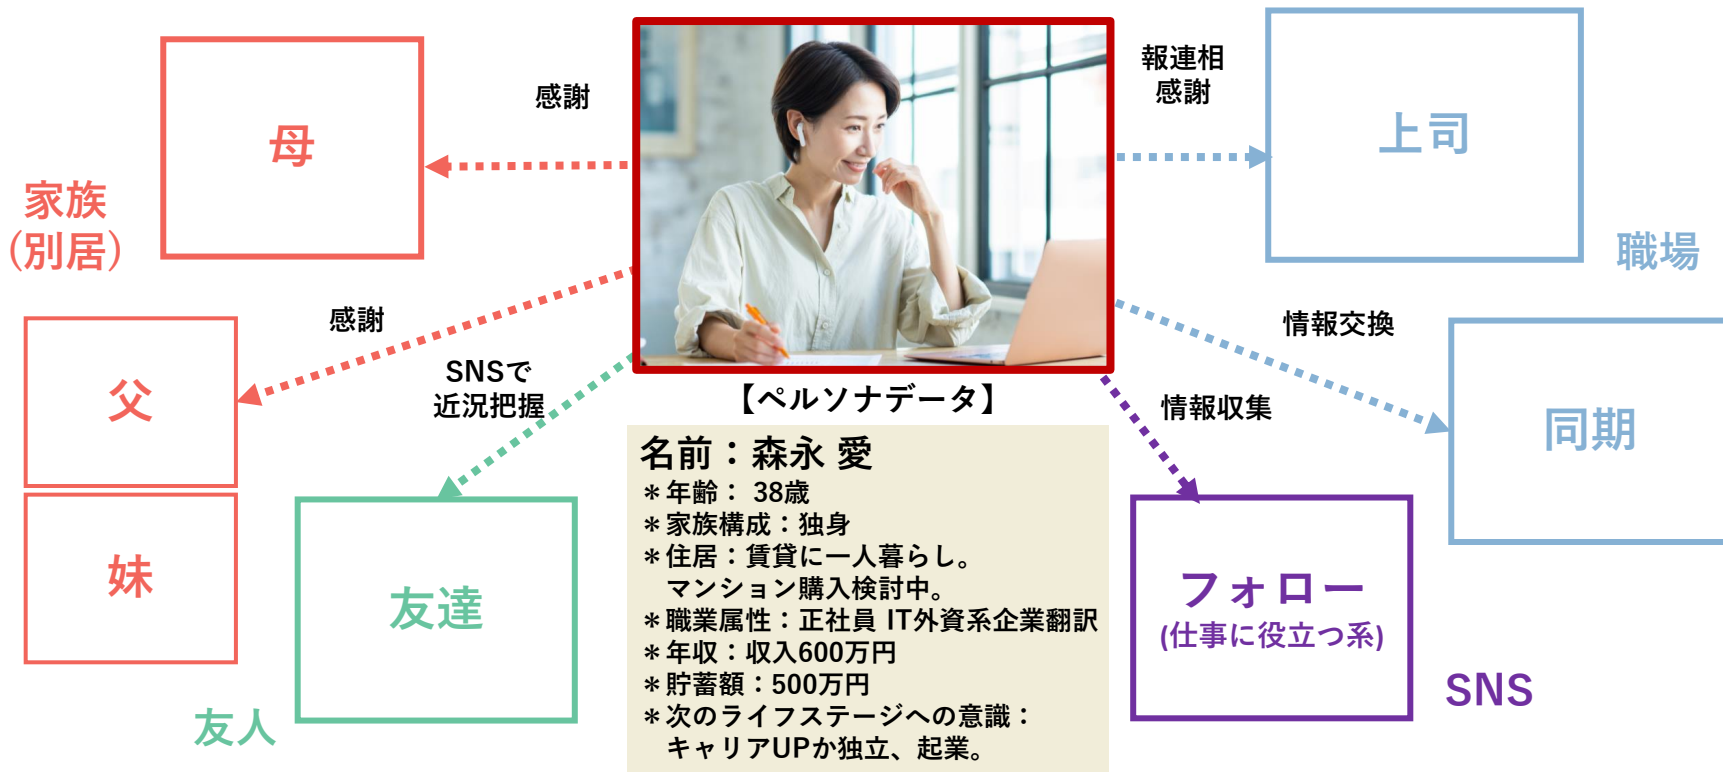 感謝
母
家族
(別居)
感謝
父
妹
SNSで
近況把握
友達
友人
報連相
感謝
上司
職場
情報交換
同期
情報収集
フォロー
(仕事に役立つ系)
SNS
【ペルソナデータ】
名前：森永 愛
＊年齢： 38歳
＊家族構成：独身
＊住居：賃貸に一人暮らし。
マンション購入検討中。
＊職業属性：正社員 IT外資系企業翻訳
＊年収：収入600万円
＊貯蓄額：500万円
＊次のライフステージへの意識：
キャリアUPか独立、起業。